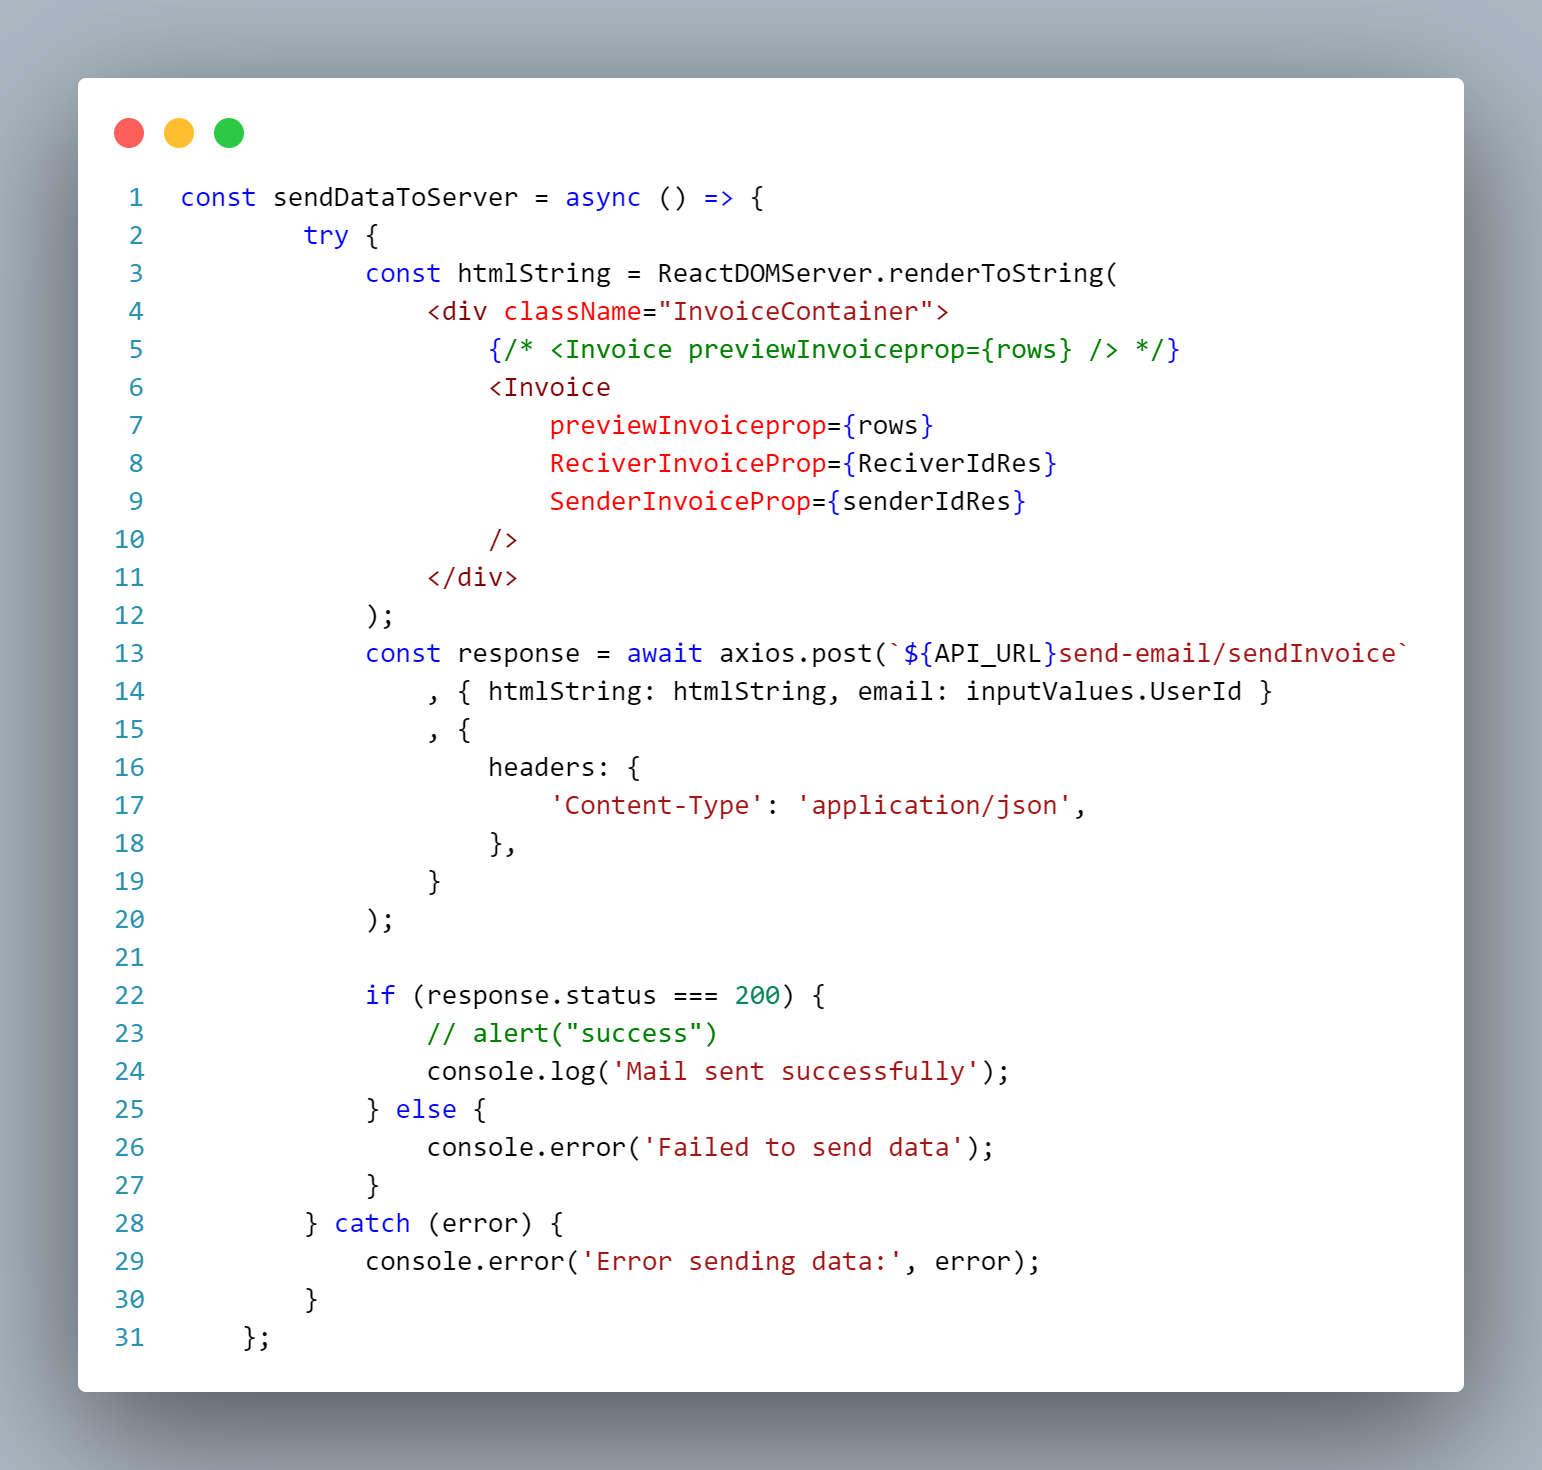 1 const sendDataToServer = async () => {
2 try {
3 const htmlString = ReactDOMServer.renderToString(
4 <div className="InvoiceContainer">
5 {/* <Invoice previewInvoiceprop={rows} /> */}
6 <Invoice
7 previewInvoiceprop={rows}
8 ReciverInvoiceProp={ReciverIdRes}
9 SenderInvoiceProp={senderIdRes}
10 />
11 </div>
12 );
13 const response = await axios.post(`${API_URL}send-email/sendInvoice`
14 , { htmlString: htmlString, email: inputValues.UserId }
15 , {
16 headers: {
17 'Content-Type': 'application/json',
18 },
19 }
20 );
21
22 if (response.status === 200) {
23 // alert("success")
24 console.log('Mail sent successfully');
25 } else {
26 console.error('Failed to send data');
27 }
28 } catch (error) {
29 console.error('Error sending data:', error);
30 }
31 };